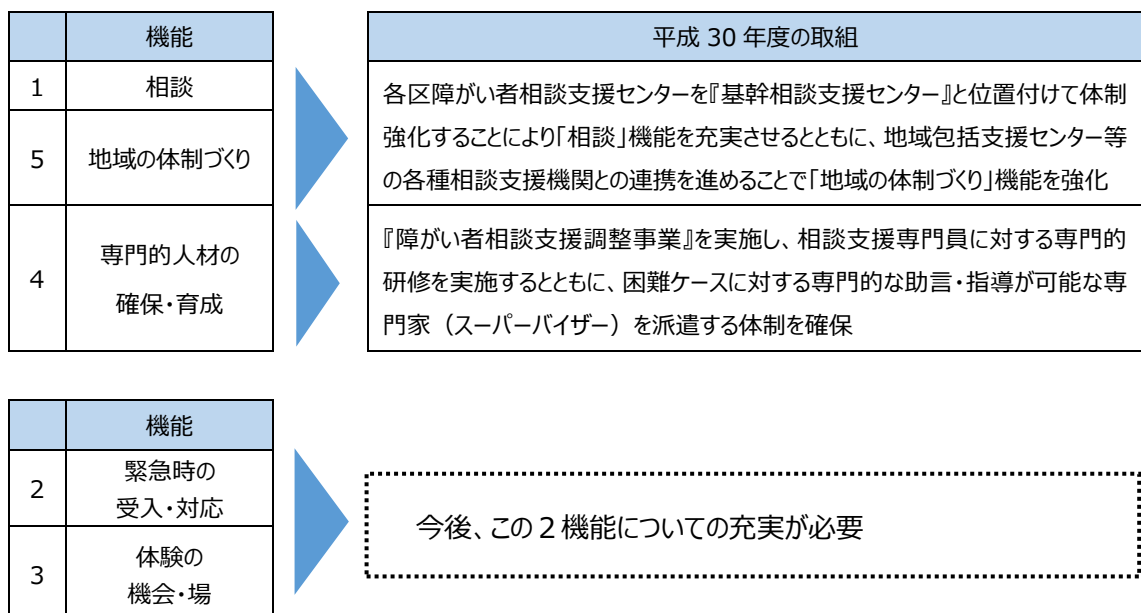 機能
平成 30 年度の取組
1
相談
5
地域の体制づくり
各区障がい者相談支援センターを『基幹相談支援センター』と位置付けて体制
強化することにより「相談」機能を充実させるとともに、地域包括支援センター等
の各種相談支援機関との連携を進めることで「地域の体制づくり」機能を強化
4
専門的人材の
確保・育成
『障がい者相談支援調整事業』を実施し、相談支援専門員に対する専門的
研修を実施するとともに、困難ケースに対する専門的な助言・指導が可能な専
門家（スーパーバイザー）を派遣する体制を確保
機能
2
緊急時の
受入・対応
3
体験の
機会・場
今後、この２機能についての充実が必要